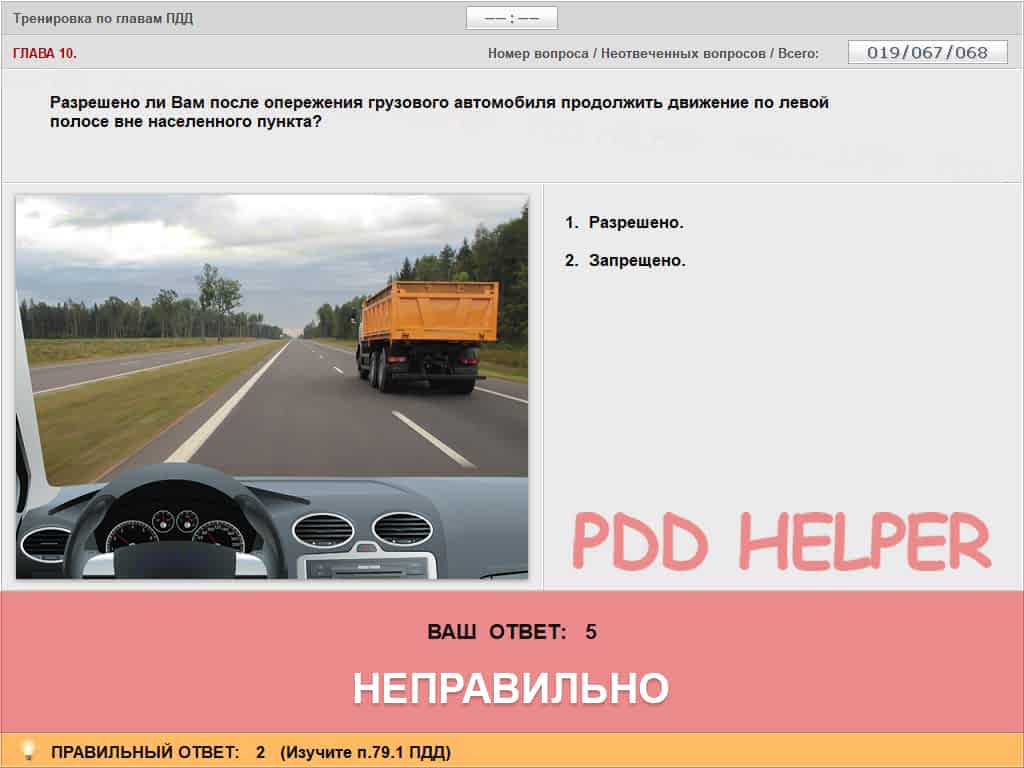 Тренировка по главам ПДД
—— : ——
ГЛАВА 10.
Номер вопроса / Неотвеченных вопросов / Всего:
019/067/068
Разрешено ли Вам после опережения грузового автомобиля продолжить движение по левой
полосе вне населенного пункта?
1. Разрешено.
2. Запрещено.
PDD HELPER
ВАШ ОТВЕТ: 5
НЕПРАВИЛЬНО
ПРАВИЛЬНЫЙ ОТВЕТ: 2 (Изучите п.79.1 ПДД)